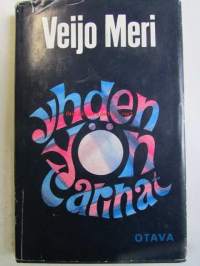 Veijo Meri
yhden
yön
tarinat
OTAVA